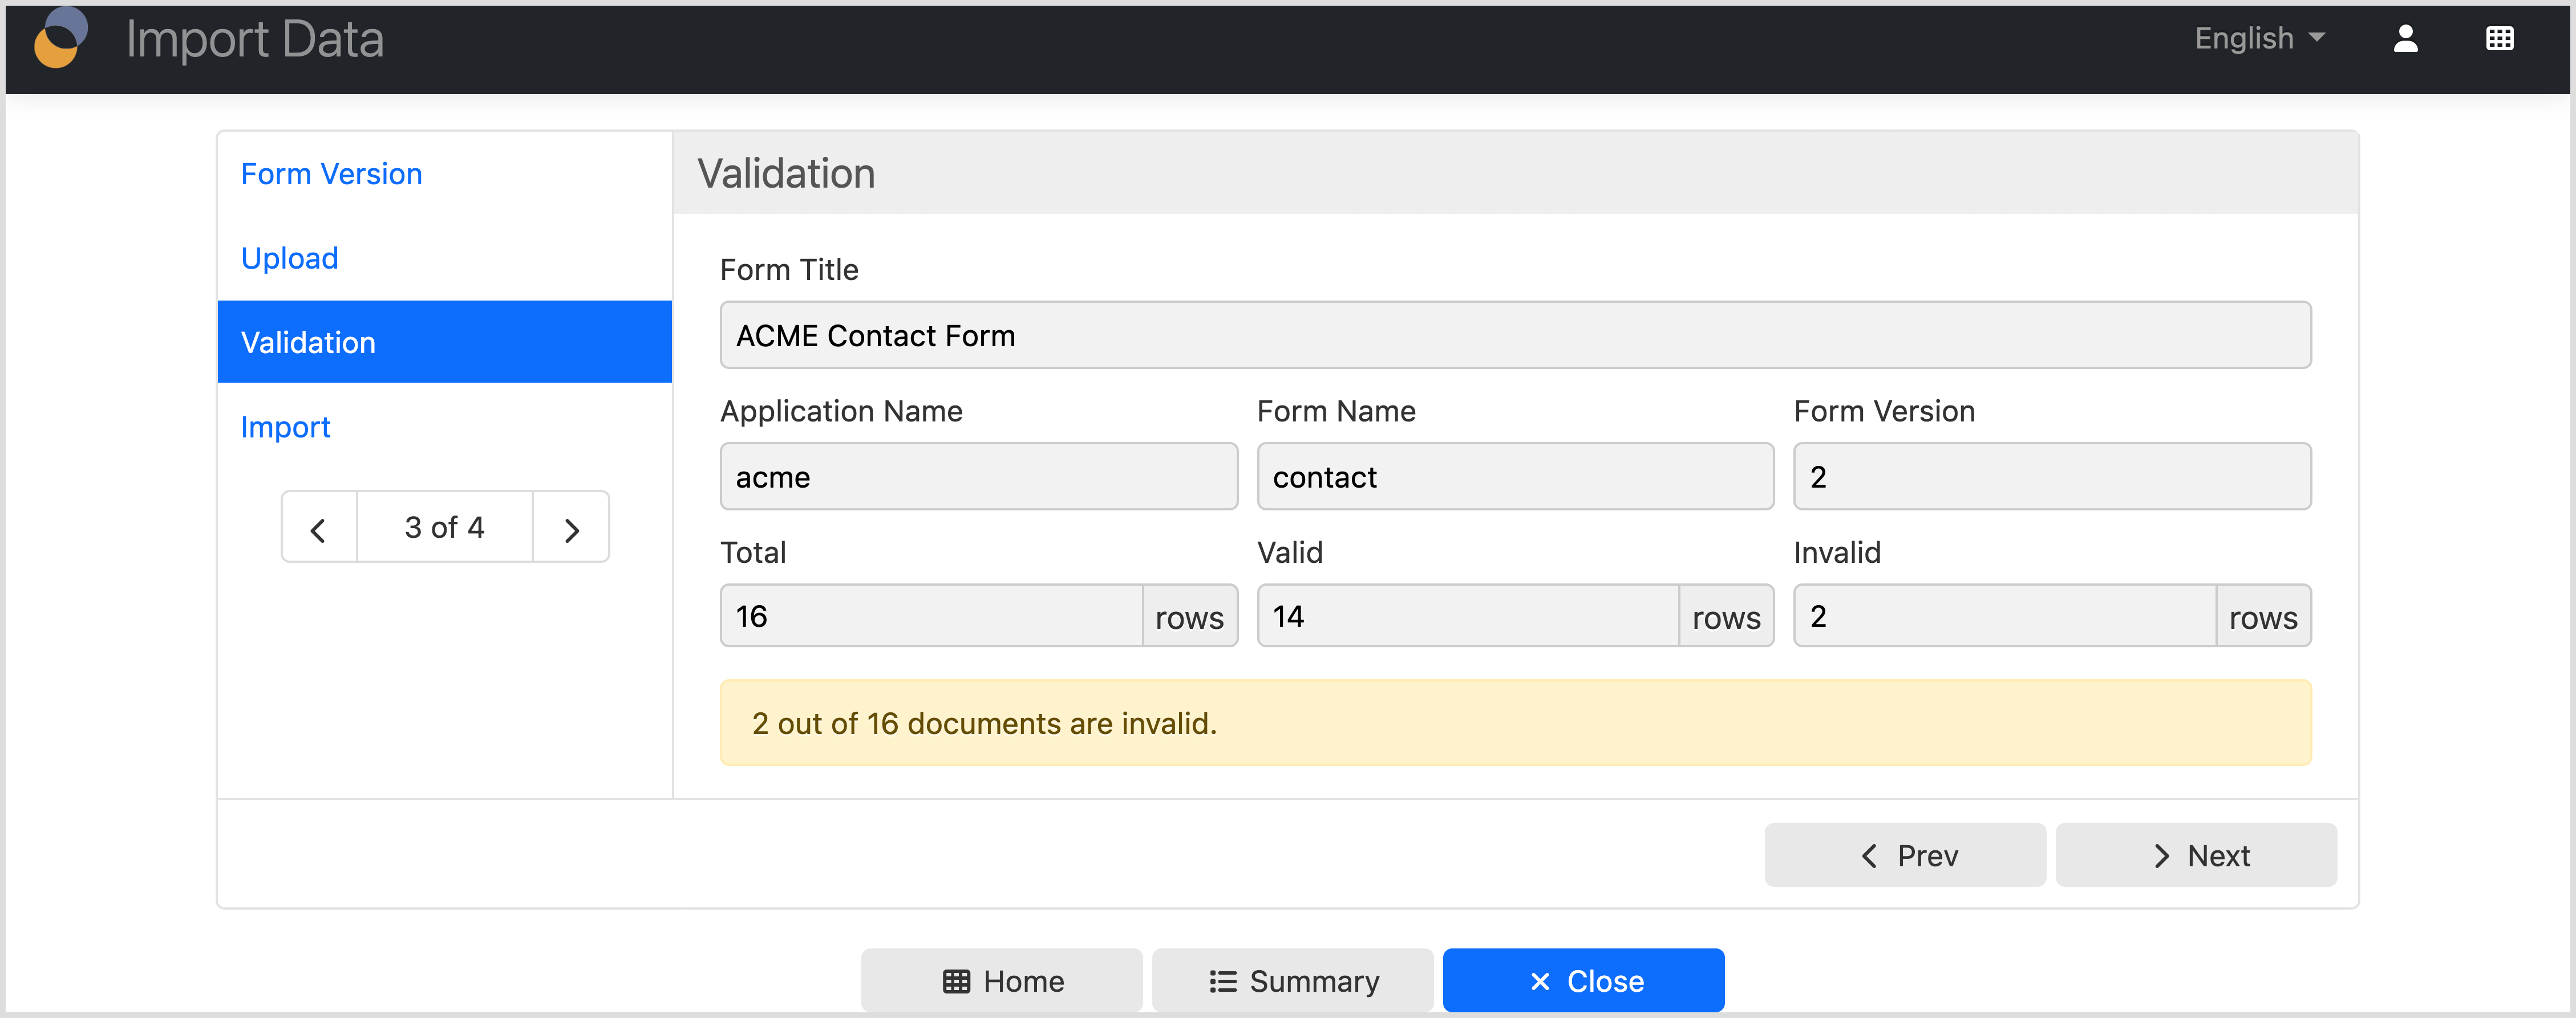 Import Data
English
Form Version
Upload
Validation
Import
3 of 4
Validation
Form Title
ACME Contact Form
Application Name Form Name Form Version
acme contact 2
Total Valid Invalid
16 rows 14 rows 2 rows
2 out of 16 documents are invalid.
Prev Next
Home Summary Close